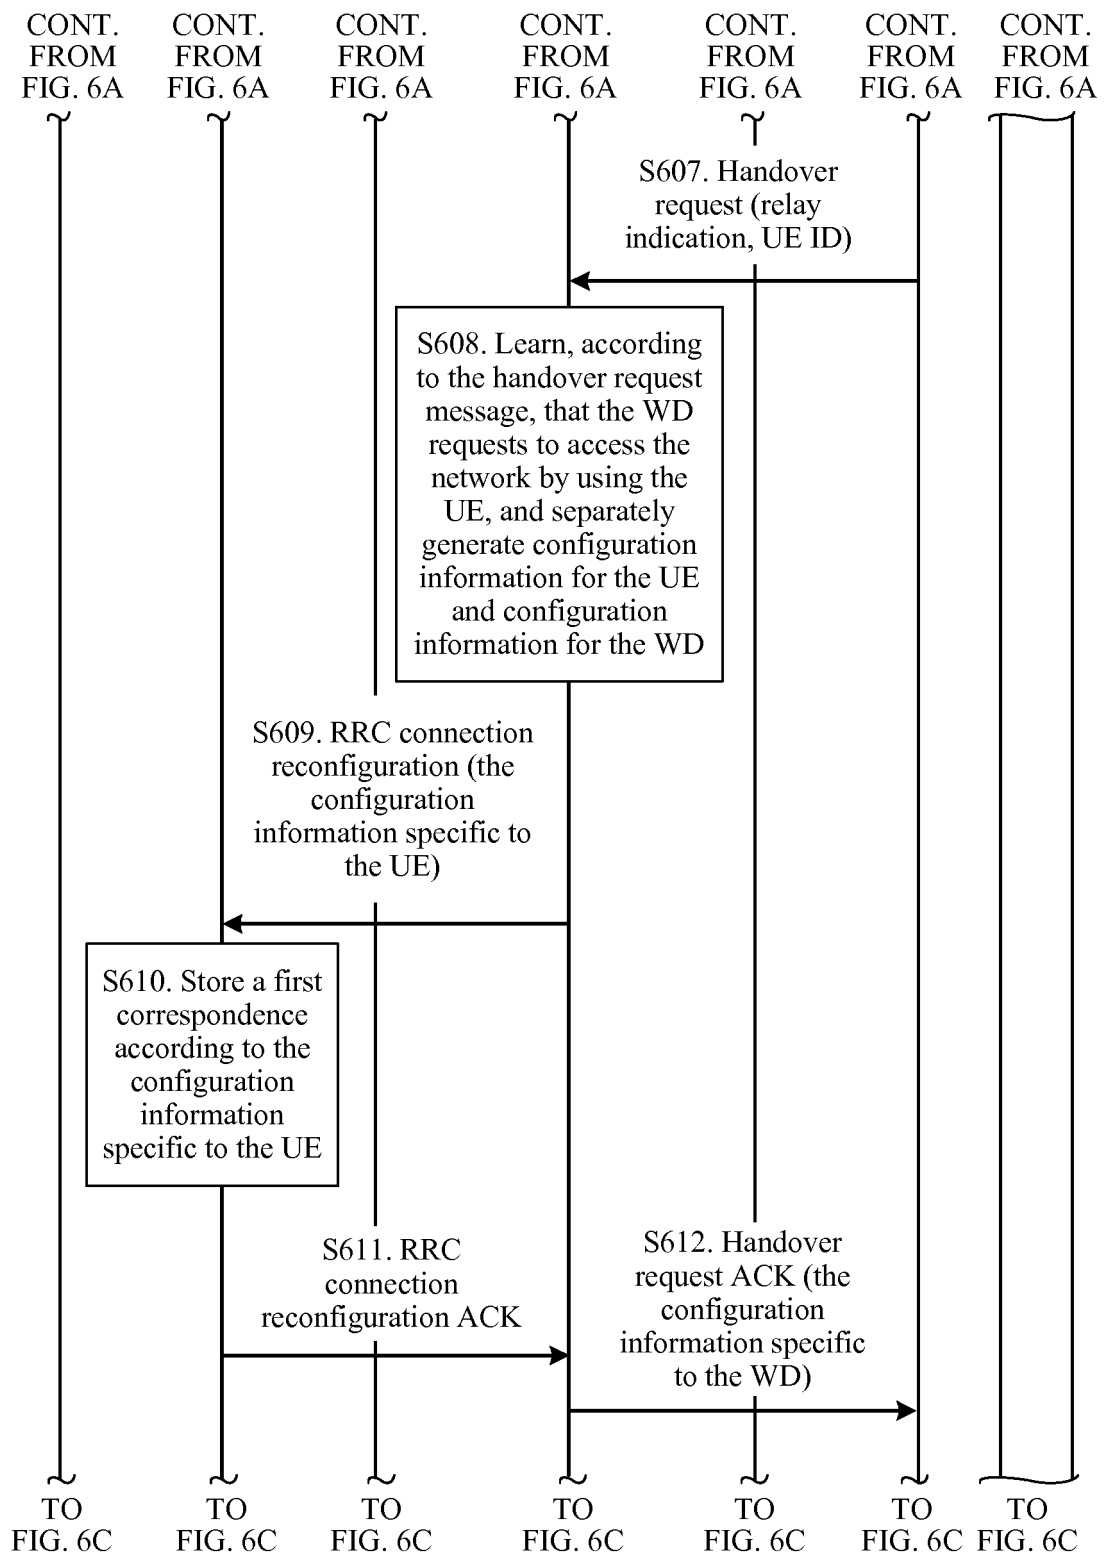 CONT. CONT. CONT. CONT. CONT. CONT. CONT.
FROM FROM FROM FROM FROM FROM FROM
FIG. 6A FIG. 6A FIG. 6A FIG. 6A FIG. 6A FIG. 6A FIG. 6A
S607. Handover
request (relay
indication, UE ID)
S608. Learn, according
to the handover request
message, that the WD
requests to access the
network by using the
UE, and separately
generate configuration
information for the UE
and configuration
information for the WD
S609. RRC connection
reconfiguration (the
configuration
information specific to
the UE)
S610. Store a first
correspondence
according to the
configuration
information
specific to the UE
S611. RRC
connection
reconfiguration ACK
S612. Handover
request ACK (the
configuration
information specific
to the WD)
TO TO TO TO TO TO TO
FIG. 6C FIG. 6C FIG. 6C FIG. 6C FIG. 6C FIG. 6C FIG. 6C